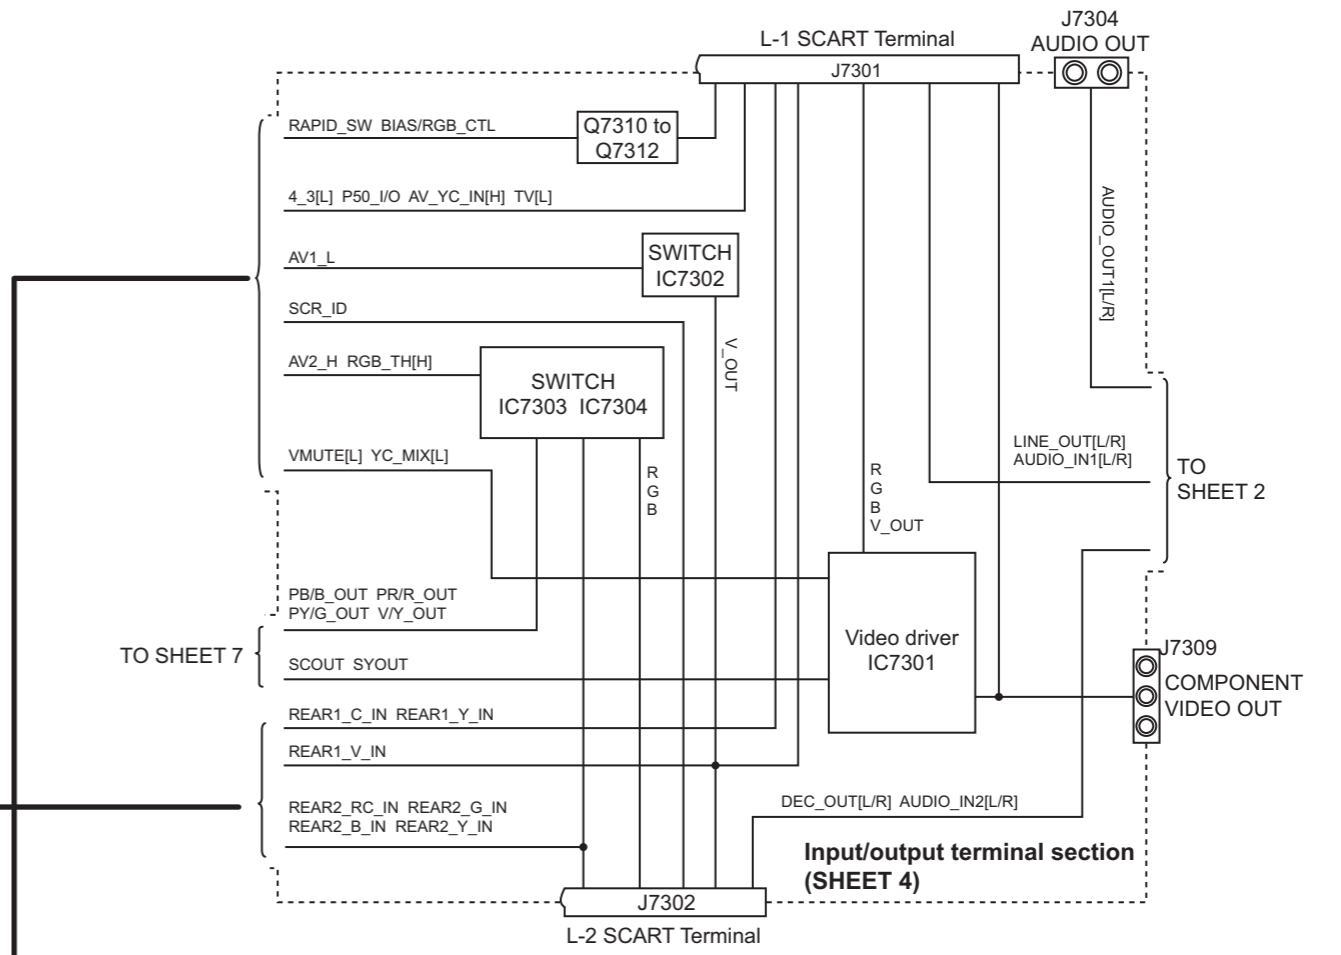 J7304
AUDIO OUT
L-1 SCART Terminal
J7301
RAPID_SW BIAS/RGB_CTL
Q7310 to
Q7312
4_3[L] P50_I/O AV_YC_IN[H] TV[L]
AUDIO_OUT1[L/R]
AV1_L
SWITCH
IC7302
SCR_ID
V_OUT
AV2_H RGB_TH[H]
SWITCH
IC7303 IC7304
LINE_OUT[L/R]
AUDIO_IN1[L/R]
VMUTE[L] YC_MIX[L]
R
G
B
R
G
B
V_OUT
TO
SHEET 2
PB/B_OUT PR/R_OUT
PY/G_OUT V/Y_OUT
TO SHEET 7
SCOUT SYOUT
Video driver
IC7301
J7309
COMPONENT
VIDEO OUT
REAR1_C_IN REAR1_Y_IN
REAR1_V_IN
REAR2_RC_IN REAR2_G_IN
REAR2_B_IN REAR2_Y_IN
DEC_OUT[L/R] AUDIO_IN2[L/R]
Input/output terminal section
(SHEET 4)
J7302
L-2 SCART Terminal